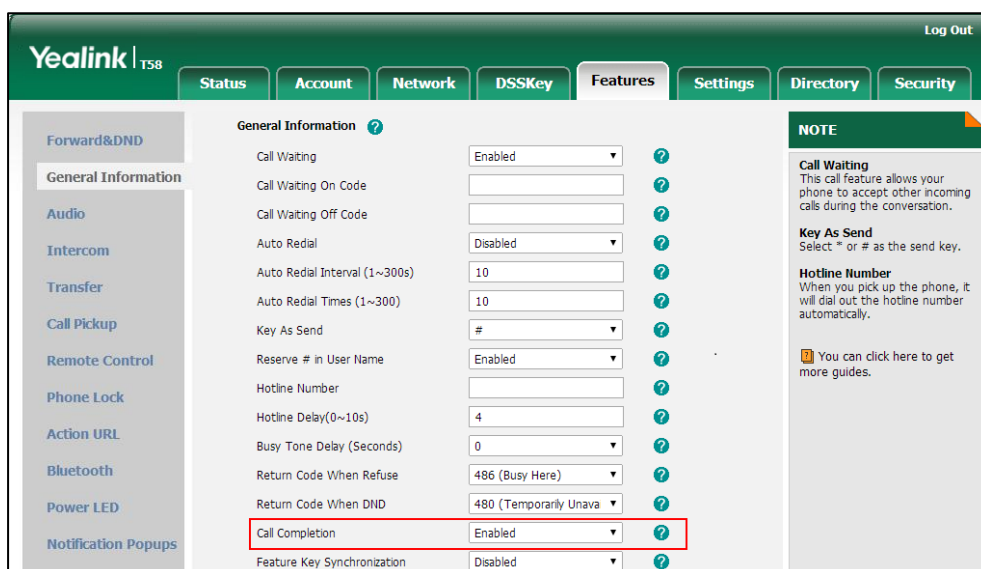 Log Out
Yealink T58
Status Account Network DSSKey Features Settings Directory Security
Forward&DND
General Information
Audio
Intercom
Transfer
Call Pickup
Remote Control
Phone Lock
Action URL
Bluetooth
Power LED
Notification Popups
General Information ?
Call Waiting Enabled ?
Call Waiting On Code ?
Call Waiting Off Code ?
Auto Redial Disabled ?
Auto Redial Interval (1~300s) 10 ?
Auto Redial Times (1~300) 10 ?
Key As Send # ?
Reserve # in User Name Enabled ?
Hotline Number ?
Hotline Delay(0~10s) 4 ?
Busy Tone Delay (Seconds) 0 ?
Return Code When Refuse 486 (Busy Here) ?
Return Code When DND 480 (Temporarily Unava ?
Call Completion Enabled ?
Feature Key Synchronization Disabled ?
NOTE
Call Waiting
This call feature allows your
phone to accept other incoming
calls during the conversation.
Key As Send
Select * or # as the send key.
Hotline Number
When you pick up the phone, it
will dial out the hotline number
automatically.
? You can click here to get
more guides.